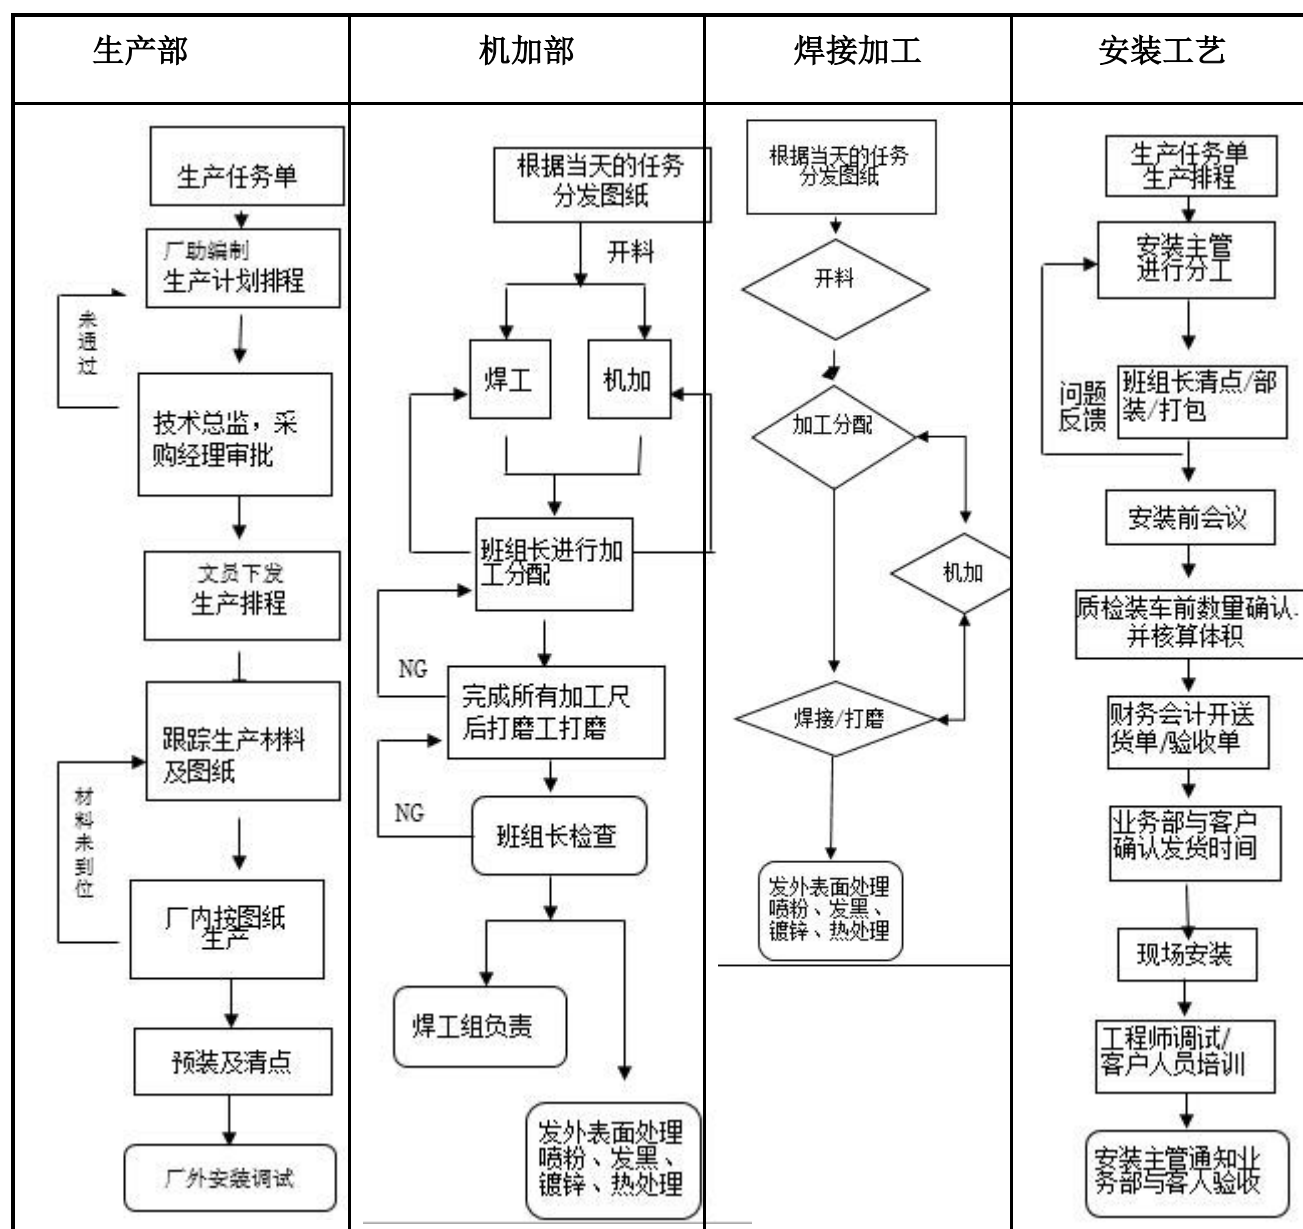 生产部
机加部
焊接加工
安装工艺
生产任务单
厂助编制
生产计划排程
未
通
过
技术总监，采
购经理审批
文员下发
生产排程
跟踪生产材料
及图纸
材
料
未
到
位
厂内按图纸
生产
预装及清点
厂外安装调试
根据当天的任务
分发图纸
开料
焊工
机加
班组长进行加
工分配
NG
完成所有加工尺
后打磨工打磨
NG
班组长检查
焊工组负责
发外表面处理
喷粉、发黑、
镀锌、热处理
根据当天的任务
分发图纸
开料
加工分配
机加
焊接/打磨
发外表面处理
喷粉、发黑、
镀锌、热处理
生产任务单
生产排程
安装主管
进行分工
问题
反馈
班组长清点/部
装/打包
安装前会议
质检装车前数量确认
并核算体积
财务会计开送
货单/验收单
业务部与客户
确认发货时间
现场安装
工程师调试/
客户人员培训
安装主管通知业
务部与客人验收